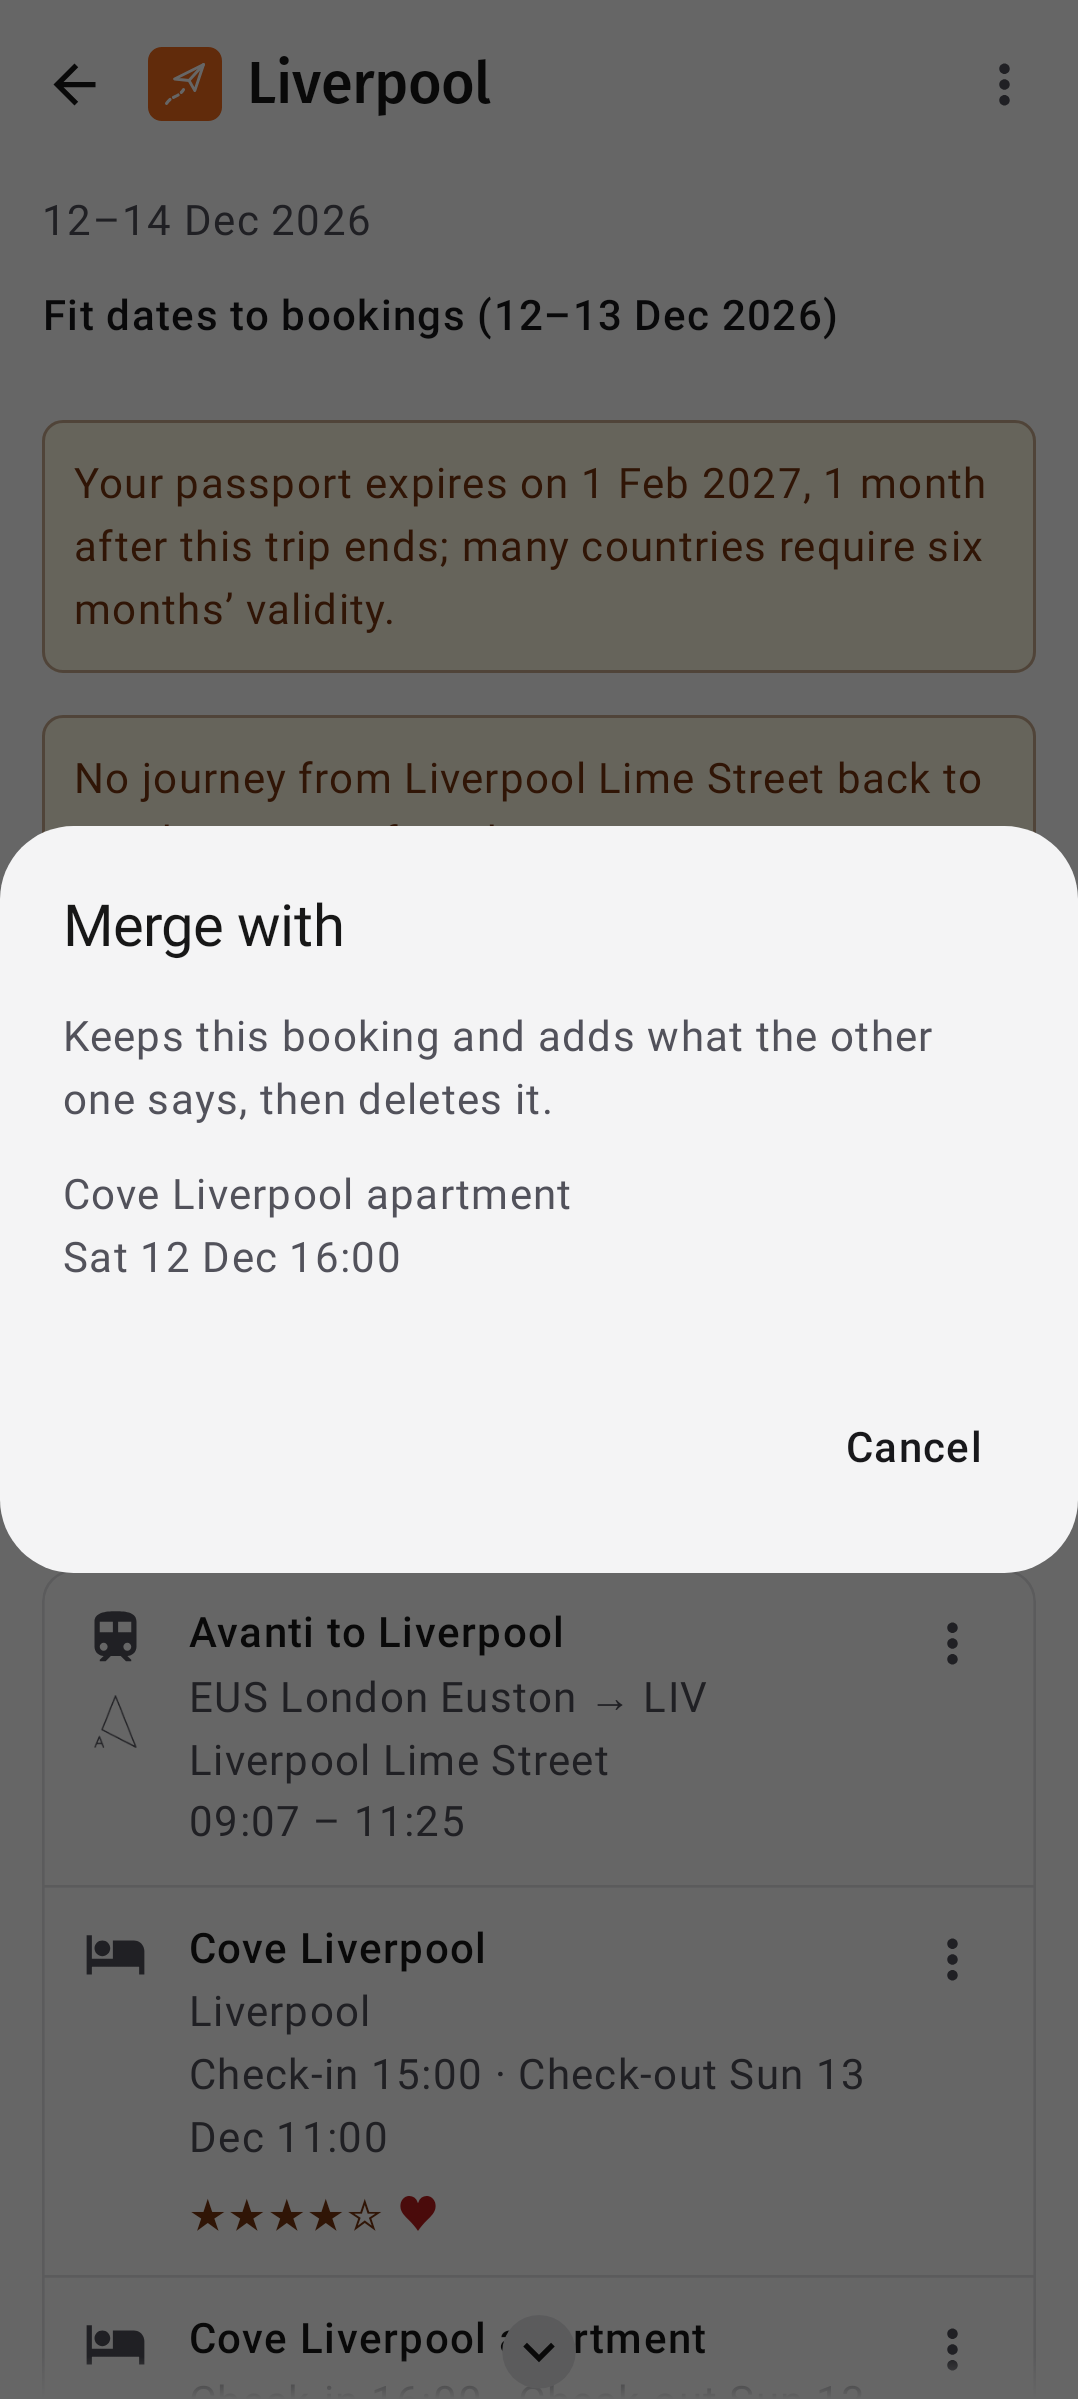 Liverpool
12–14 Dec 2026
Fit dates to bookings (12–13 Dec 2026)
Your passport expires on 1 Feb 2027, 1 month
after this trip ends; many countries require six
months’ validity.
No journey from Liverpool Lime Street back to
Merge with
Keeps this booking and adds what the other
one says, then deletes it.
Cove Liverpool apartment
Sat 12 Dec 16:00
Cancel
Avanti to Liverpool
EUS London Euston → LIV
Liverpool Lime Street
09:07 – 11:25
A
Cove Liverpool
Liverpool
Check-in 15:00 · Check-out Sun 13
Dec 11:00
★★★★☆ ♥
Cove Liverpool